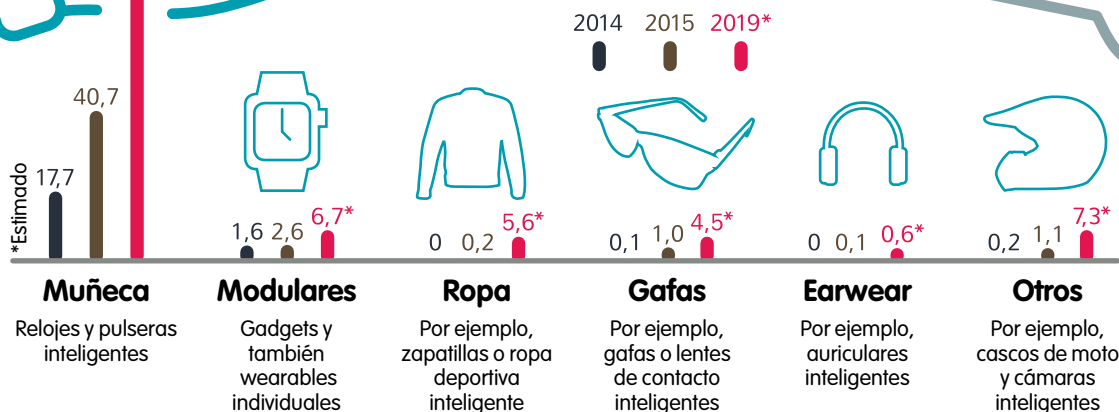 2014 2015 2019*
*Estimado
17,7
40,7
1,6 2,6 6,7*
0 0,2 5,6*
0,1 1,0 4,5*
0 0,1 0,6*
0,2 1,1 7,3*
Muñeca
Relojes y pulseras
inteligentes
Modulares
Gadgets y
también
wearables
individuales
Ropa
Por ejemplo,
zapatillas o ropa
deportiva
inteligente
Gafas
Por ejemplo,
gafas o lentes
de contacto
inteligentes
Earwear
Por ejemplo,
auriculares
inteligentes
Otros
Por ejemplo,
cascos de moto
y cámaras
inteligentes